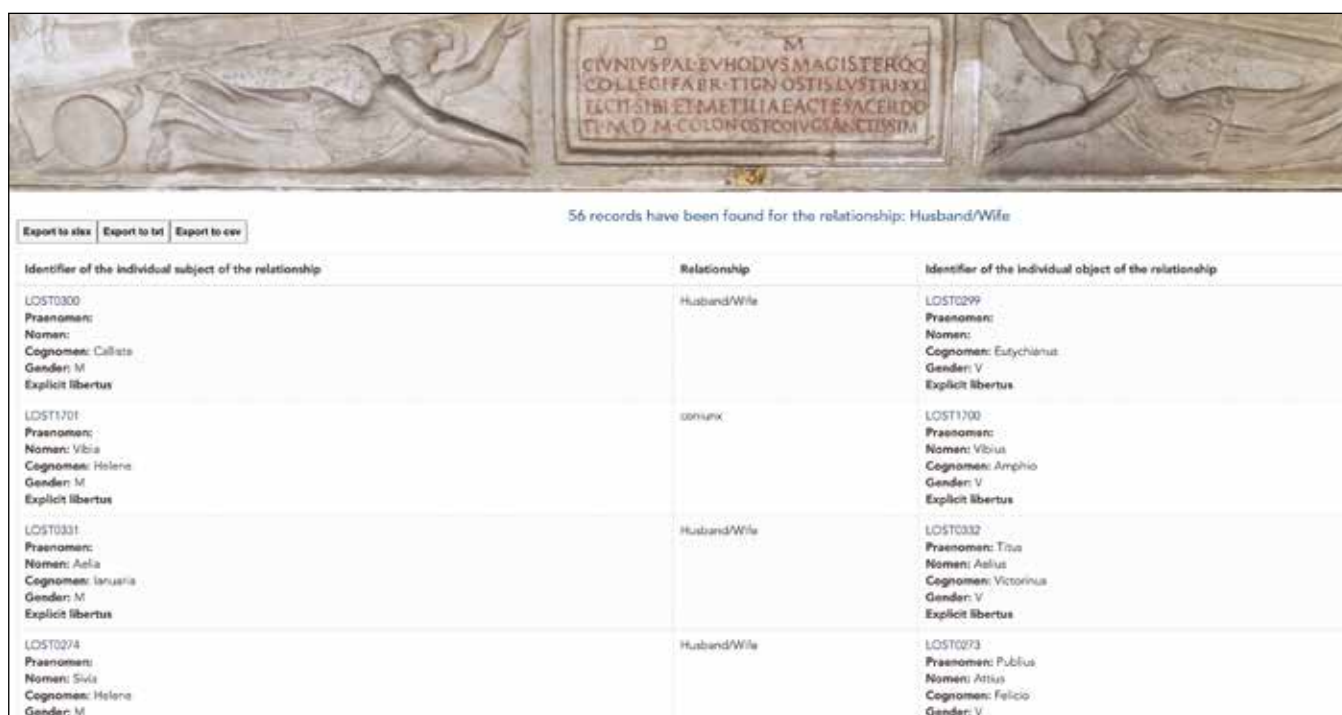 D M
C IVNIVS PAL EVHODVS MAGISTER QQ
COLLEGI FABR TIGN OSTIS LVSTRI XXI
FECIT SIBI ET METILIAE ACTE SACERDO
TI M D M COLON OST COIVG SANCTISSIM
56 records have been found for the relationship: Husband/Wife
Export to xlsx Export to txt Export to csv
Identifier of the individual subject of the relationship Relationship Identifier of the individual object of the relationship
LOST0300 Husband/Wife LOST0299
Praenomen: Praenomen:
Nomen: Nomen:
Cognomen: Callista Cognomen: Eutychianus
Gender: M Gender: V
Explicit libertus Explicit libertus
LOST1701 coniunx LOST1700
Praenomen: Praenomen:
Nomen: Vibia Nomen: Vibius
Cognomen: Helene Cognomen: Amphio
Gender: M Gender: V
Explicit libertus Explicit libertus
LOST0331 Husband/Wife LOST0332
Praenomen: Praenomen: Titus
Nomen: Aelia Nomen: Aelius
Cognomen: Ianuaria Cognomen: Victorinus
Gender: M Gender: V
Explicit libertus Explicit libertus
LOST0274 Husband/Wife LOST0273
Praenomen: Praenomen: Publius
Nomen: Silvia Nomen: Attius
Cognomen: Helene Cognomen: Felicio
Gender: M Gender: V